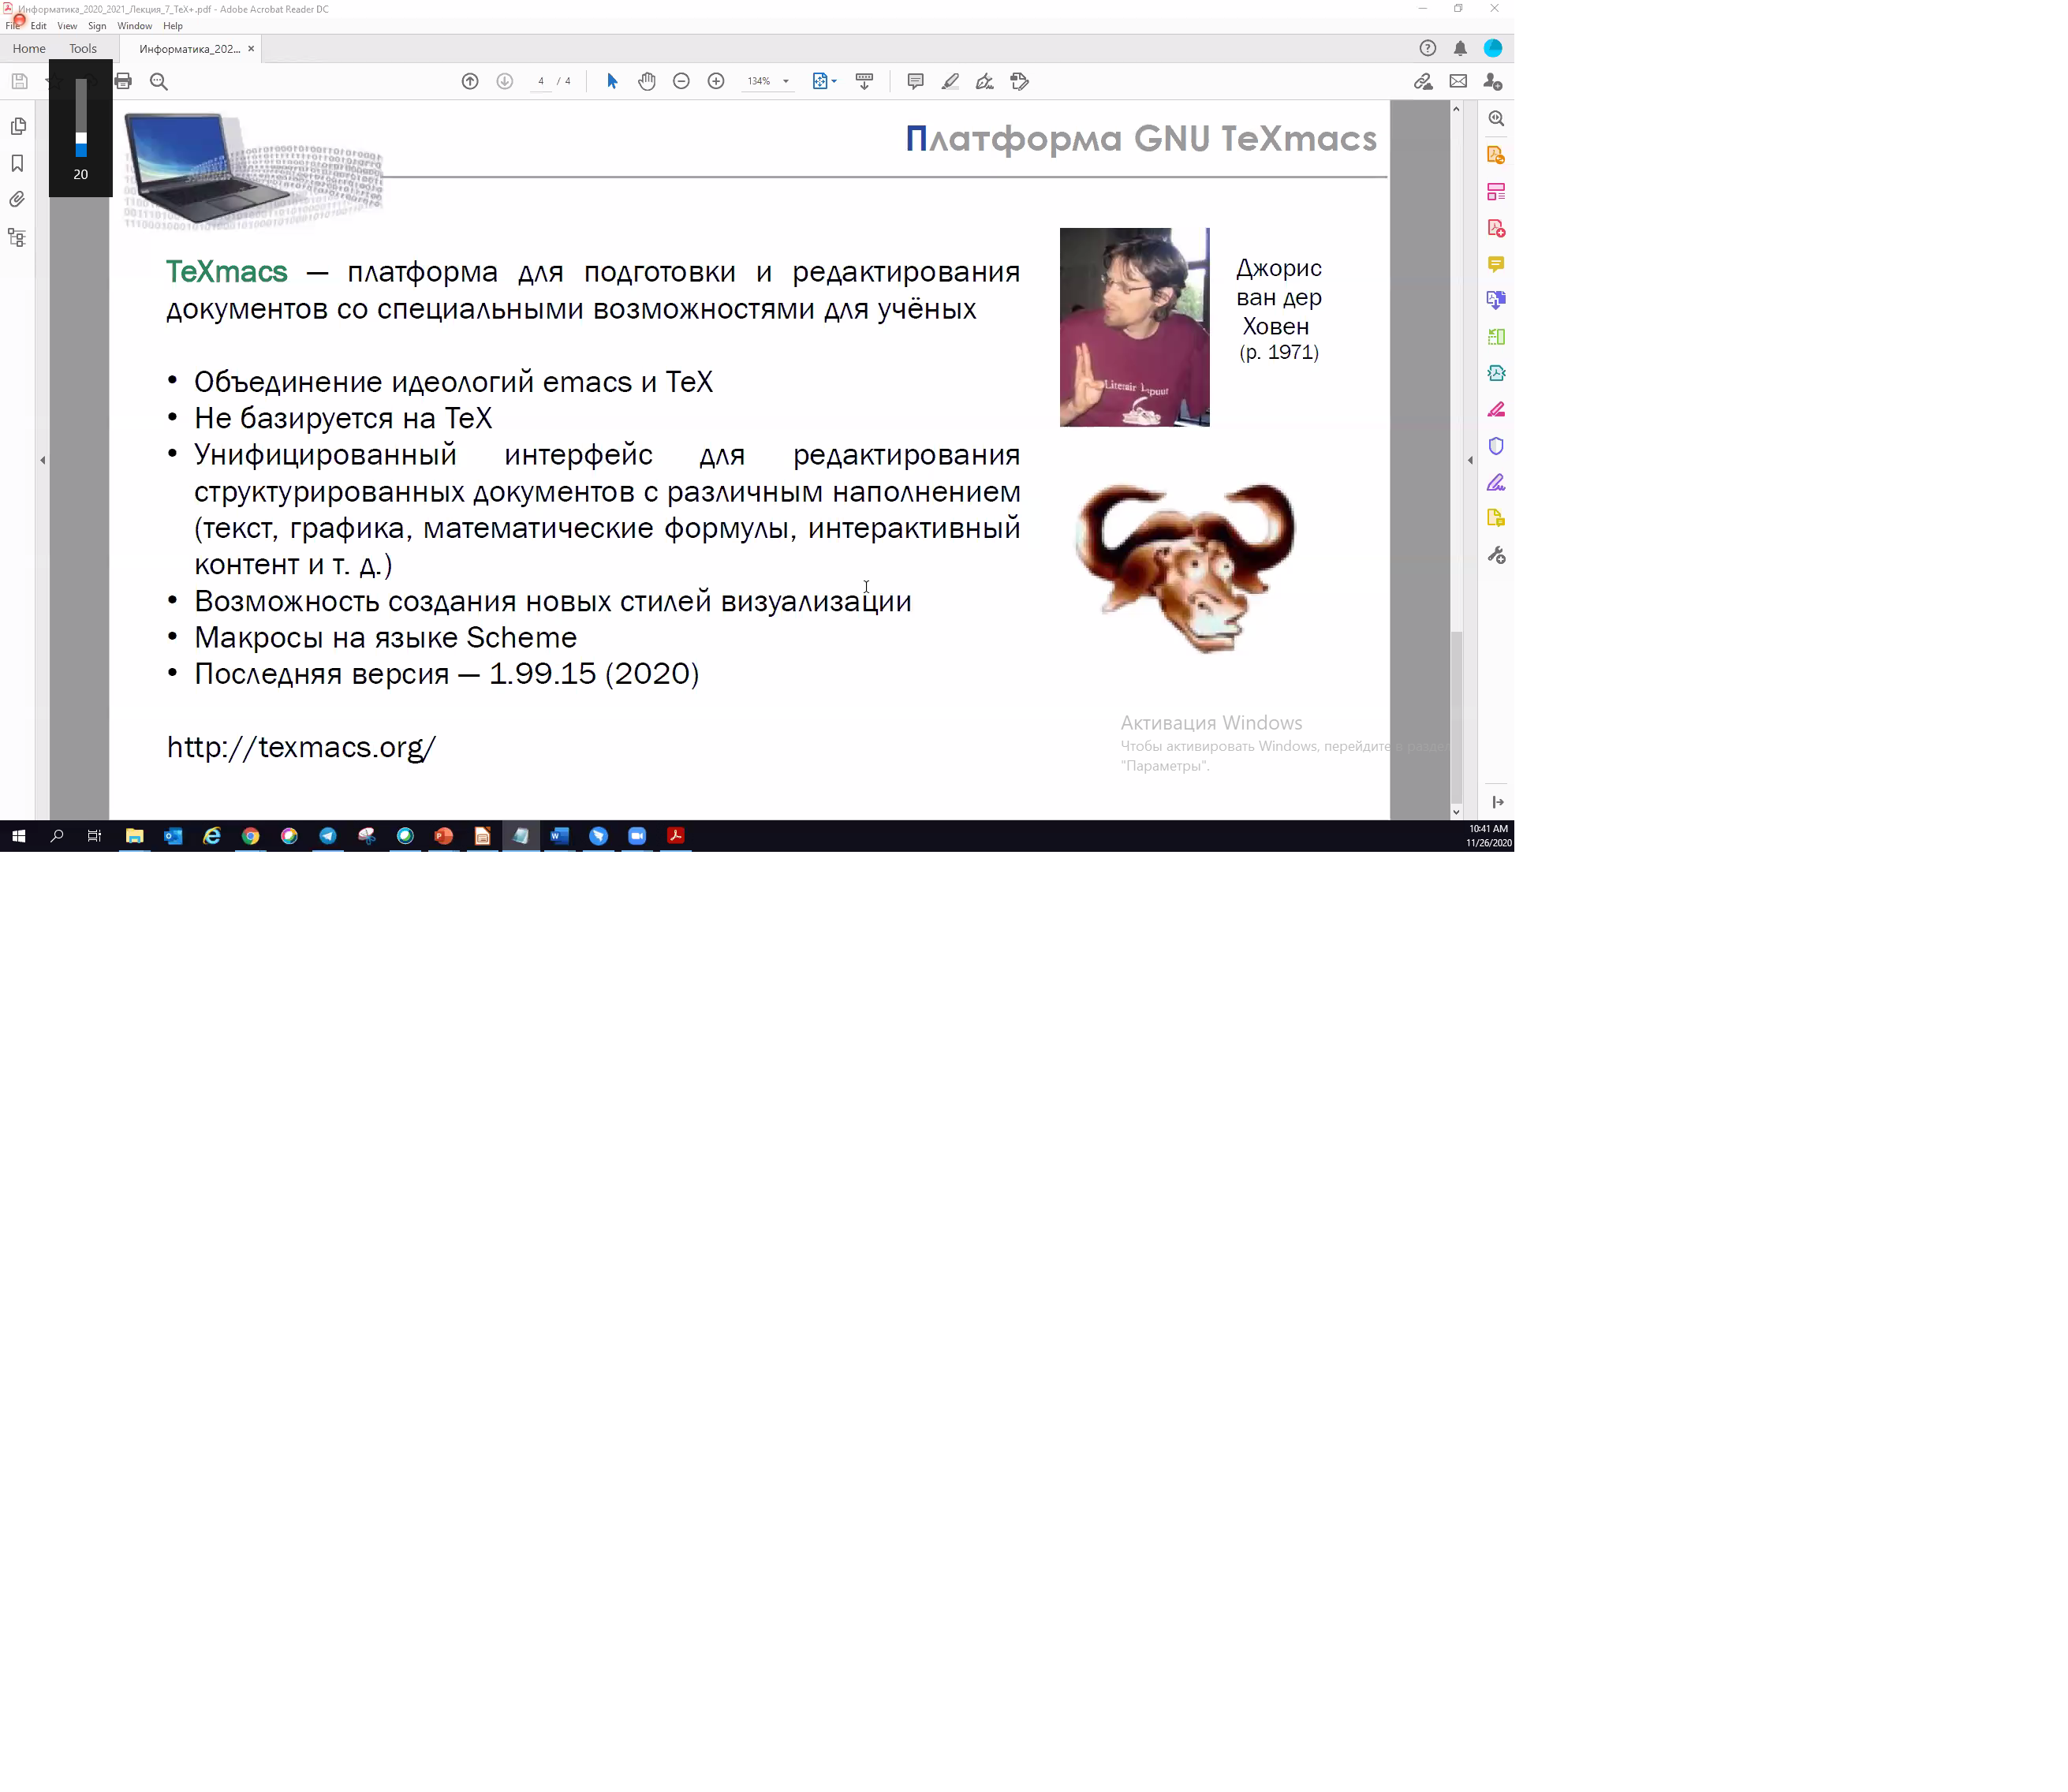 Информатика_2020_2021_Лекция_7_TeX+.pdf - Adobe Acrobat Reader DC
File Edit View Sign Window Help
Home Tools Информатика_202... ×
4 / 4 134%
20
Платформа GNU TeXmacs
TeXmacs — платформа для подготовки и редактирования
документов со специальными возможностями для учёных
Джорис
ван дер
Ховен
(р. 1971)
• Объединение идеологий emacs и TeX
• Не базируется на TeX
• Унифицированный интерфейс для редактирования
структурированных документов с различным наполнением
(текст, графика, математические формулы, интерактивный
контент и т. д.)
• Возможность создания новых стилей визуализации
• Макросы на языке Scheme
• Последняя версия — 1.99.15 (2020)
http://texmacs.org/
Активация Windows
Чтобы активировать Windows, перейдите в раздел
"Параметры".
10:41 AM
11/26/2020